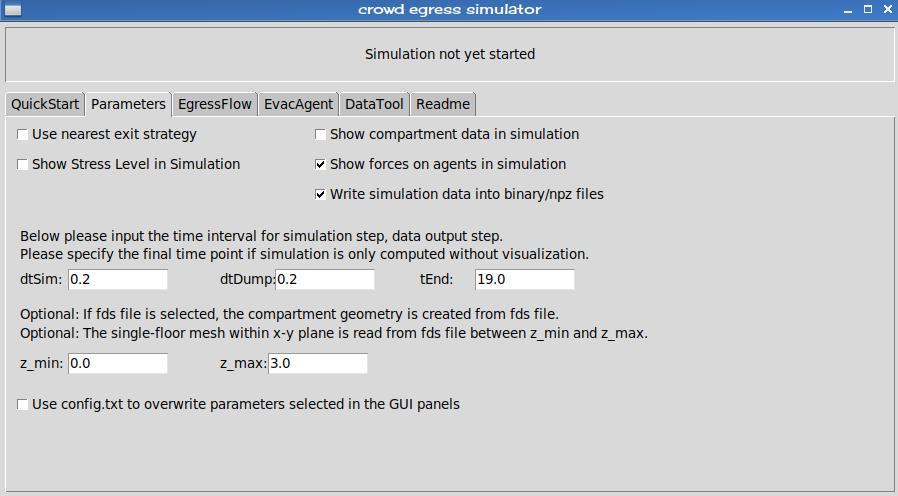 crowd egress simulator
Simulation not yet started
QuickStart Parameters EgressFlow EvacAgent DataTool Readme
Use nearest exit strategy Show compartment data in simulation
Show Stress Level in Simulation Show forces on agents in simulation
Write simulation data into binary/npz files
Below please input the time interval for simulation step, data output step.
Please specify the final time point if simulation is only computed without visualization.
dtSim: 0.2 dtDump: 0.2 tEnd: 19.0
Optional: If fds file is selected, the compartment geometry is created from fds file.
Optional: The single-floor mesh within x-y plane is read from fds file between z_min and z_max.
z_min: 0.0 z_max: 3.0
Use config.txt to overwrite parameters selected in the GUI panels